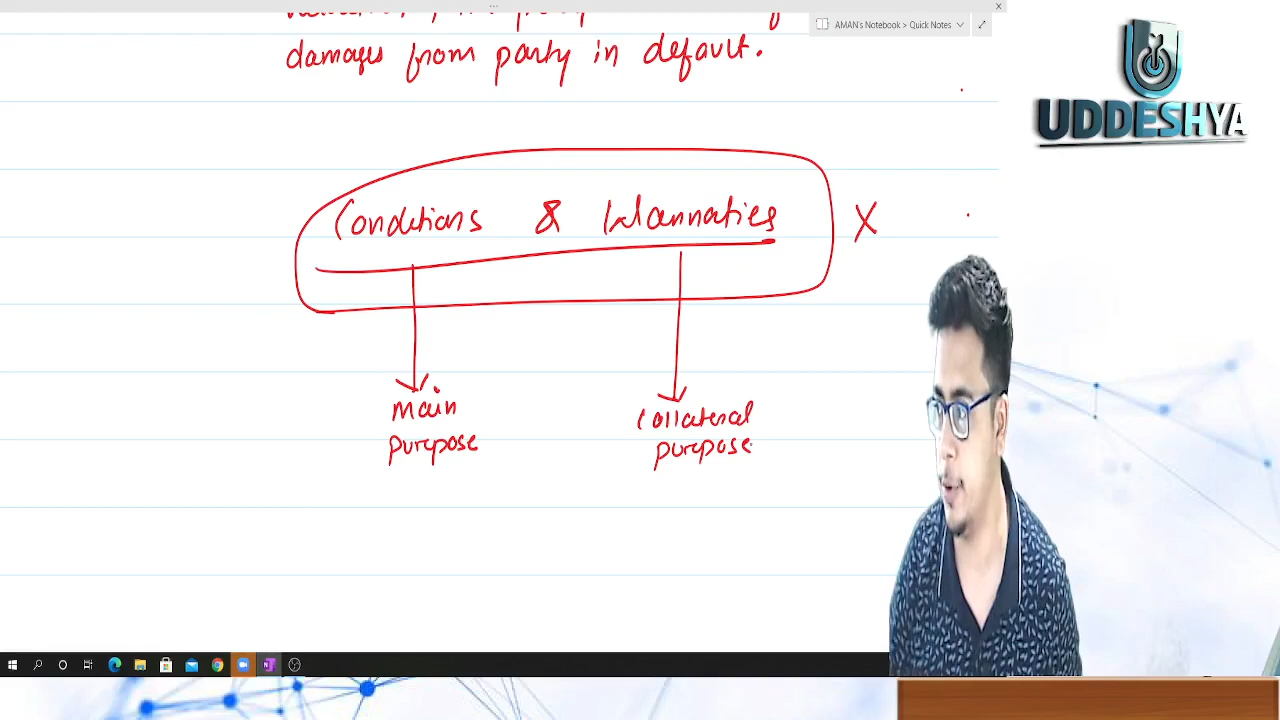 AMAN's Notebook > Quick Notes
damages from party in default.
UDDESHYA
Conditions & Warranties X
Main purpose
Collateral purpose